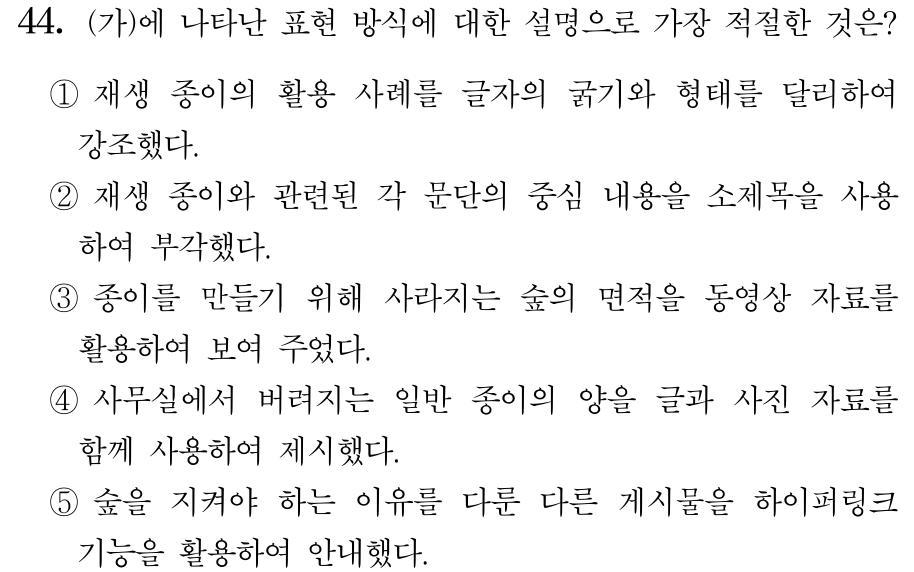 44. (가)에 나타난 표현 방식에 대한 설명으로 가장 적절한 것은?
① 재생 종이의 활용 사례를 글자의 굵기와 형태를 달리하여
강조했다.
② 재생 종이와 관련된 각 문단의 중심 내용을 소제목을 사용
하여 부각했다.
③ 종이를 만들기 위해 사라지는 숲의 면적을 동영상 자료를
활용하여 보여 주었다.
④ 사무실에서 버려지는 일반 종이의 양을 글과 사진 자료를
함께 사용하여 제시했다.
⑤ 숲을 지켜야 하는 이유를 다룬 다른 게시물을 하이퍼링크
기능을 활용하여 안내했다.